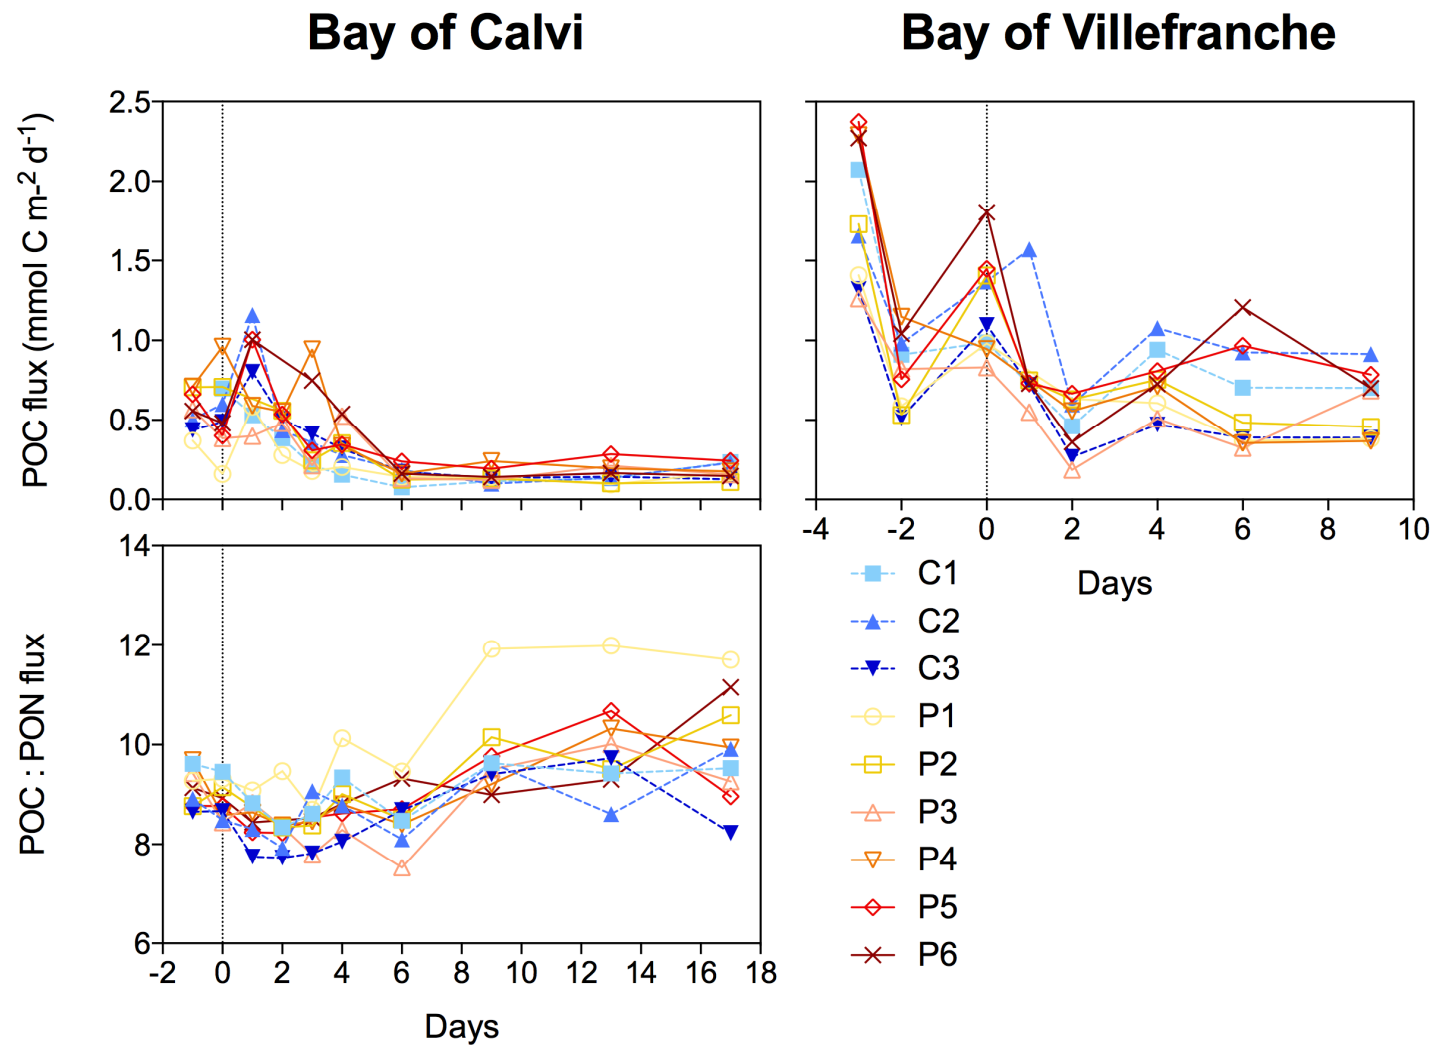 Bay of Calvi
Bay of Villefranche
POC flux (mmol C m-² d-1)
2.5
2.0
1.5
1.0
0.5
0.0
-4 -2 0 2 4 6 8 10
Days
POC : PON flux
14
12
10
8
6
-2 0 2 4 6 8 10 12 14 16 18
Days
C1
C2
C3
P1
P2
P3
P4
P5
P6